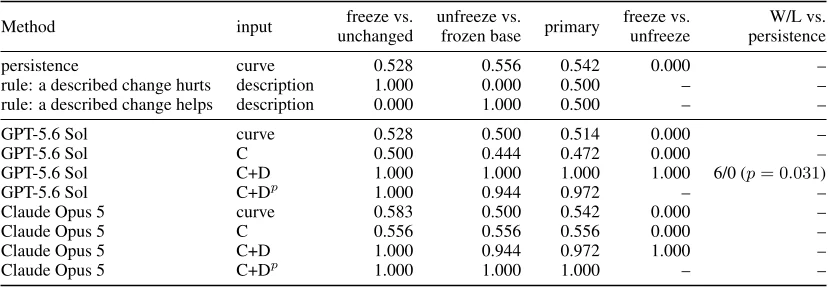 Method input freeze vs. unchanged unfreeze vs. frozen base primary freeze vs. unfreeze W/L vs. persistence
persistence curve 0.528 0.556 0.542 0.000 –
rule: a described change hurts description 1.000 0.000 0.500 – –
rule: a described change helps description 0.000 1.000 0.500 – –
GPT-5.6 Sol curve 0.528 0.500 0.514 0.000 –
GPT-5.6 Sol C 0.500 0.444 0.472 0.000 –
GPT-5.6 Sol C+D 1.000 1.000 1.000 1.000 6/0 (p = 0.031)
GPT-5.6 Sol C+Dᵖ 1.000 0.944 0.972 – –
Claude Opus 5 curve 0.583 0.500 0.542 0.000 –
Claude Opus 5 C 0.556 0.556 0.556 0.000 –
Claude Opus 5 C+D 1.000 0.944 0.972 1.000 –
Claude Opus 5 C+Dᵖ 1.000 1.000 1.000 – –